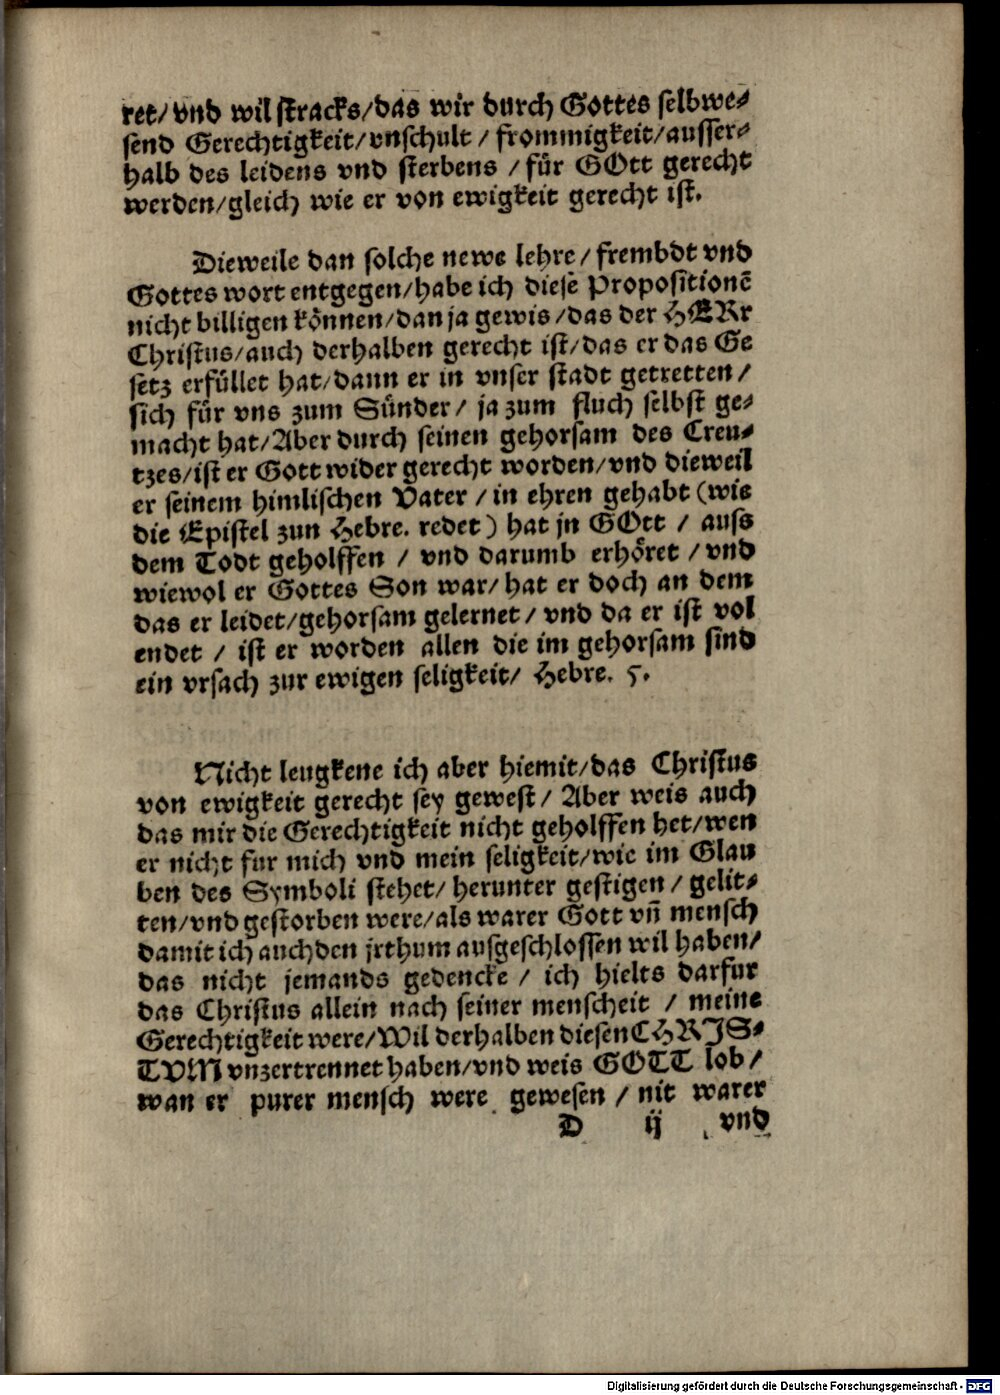 ret/ vnd wil stracks/das wir durch Gottes selbwe⸗
send Gerechtigkeit/vnschult / frommigkeit/ausser⸗
halb des leidens vnd sterbens / für GOtt gerecht
werden/gleich wie er von ewigkeit gerecht ist.
Dieweile dan solche newe lehre/ frembdt vnd
Gottes wort entgegen/habe ich diese Propositionē
nicht billigen können/dan ja gewis/das der HERr
Christus/auch derhalben gerecht ist/das er das Ge
setz erfüllet hat/dann er in vnser stadt getretten/
sich für vns zum Sünder/ ja zum fluch selbst ge⸗
macht hat/Aber durch seinen gehorsam des Creu⸗
tzes/ist er Gott wider gerecht worden/vnd dieweil
er seinem himlischen Vater / in ehren gehabt (wie
die Epistel zun Hebre. redet) hat jn GOtt / auss
dem Todt geholffen / vnd darumb erhöret / vnd
wiewol er Gottes Son war/ hat er doch an dem
das er leidet/gehorsam gelernet/ vnd da er ist vol
endet / ist er worden allen die im gehorsam sind
ein vrsach zur ewigen seligkeit/ Hebre. 5.
Nicht leugkene ich aber hiemit/das Christus
von ewigkeit gerecht sey gewest/ Aber weis auch
das mir die Gerechtigkeit nicht geholffen het/wen
er nicht fur mich vnd mein seligkeit/wie im Glau
ben des Symboli stehet/ herunter gestigen / gelit⸗
ten/vnd gestorben were/als warer Gott vn̄ mensch
damit ich auch den jrthum ausgeschlossen wil haben/
das nicht jemands gedencke / ich hielts darfur
das Christus allein nach seiner menscheit / meine
Gerechtigkeit were/Wil derhalben diesen CHRIS⸗
TVM vnzertrennet haben/vnd weis GOTT lob/
wan er purer mensch were gewesen / nit warer
D ij vnd
Digitalisierung gefördert durch die Deutsche Forschungsgemeinschaft - DFG